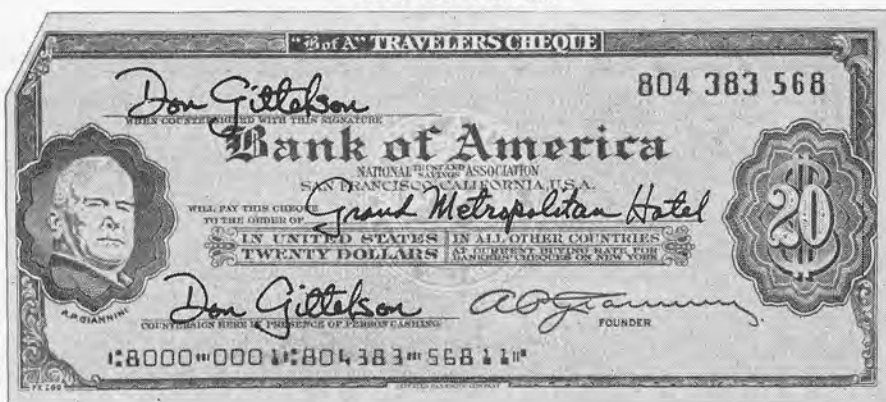 "B of A" TRAVELERS CHEQUE
Don Gittelson
804 383 568
WHEN COUNTERSIGNED WITH THIS SIGNATURE
Bank of America
NATIONAL TRUST AND SAVINGS ASSOCIATION
SAN FRANCISCO, CALIFORNIA, U.S.A.
WILL PAY THIS CHEQUE
TO THE ORDER OF Grand Metropolitan Hotel
$20
IN UNITED STATES
TWENTY DOLLARS
IN ALL OTHER COUNTRIES
AT CURRENT BUYING RATE FOR
BANKERS' CHEQUES ON NEW YORK
A.P. GIANNINI
Don Gittelson
COUNTERSIGN HERE IN PRESENCE OF PERSON CASHING
A P Giannini
FOUNDER
⑆8000⑉0001⑆804383⑉56811⑈